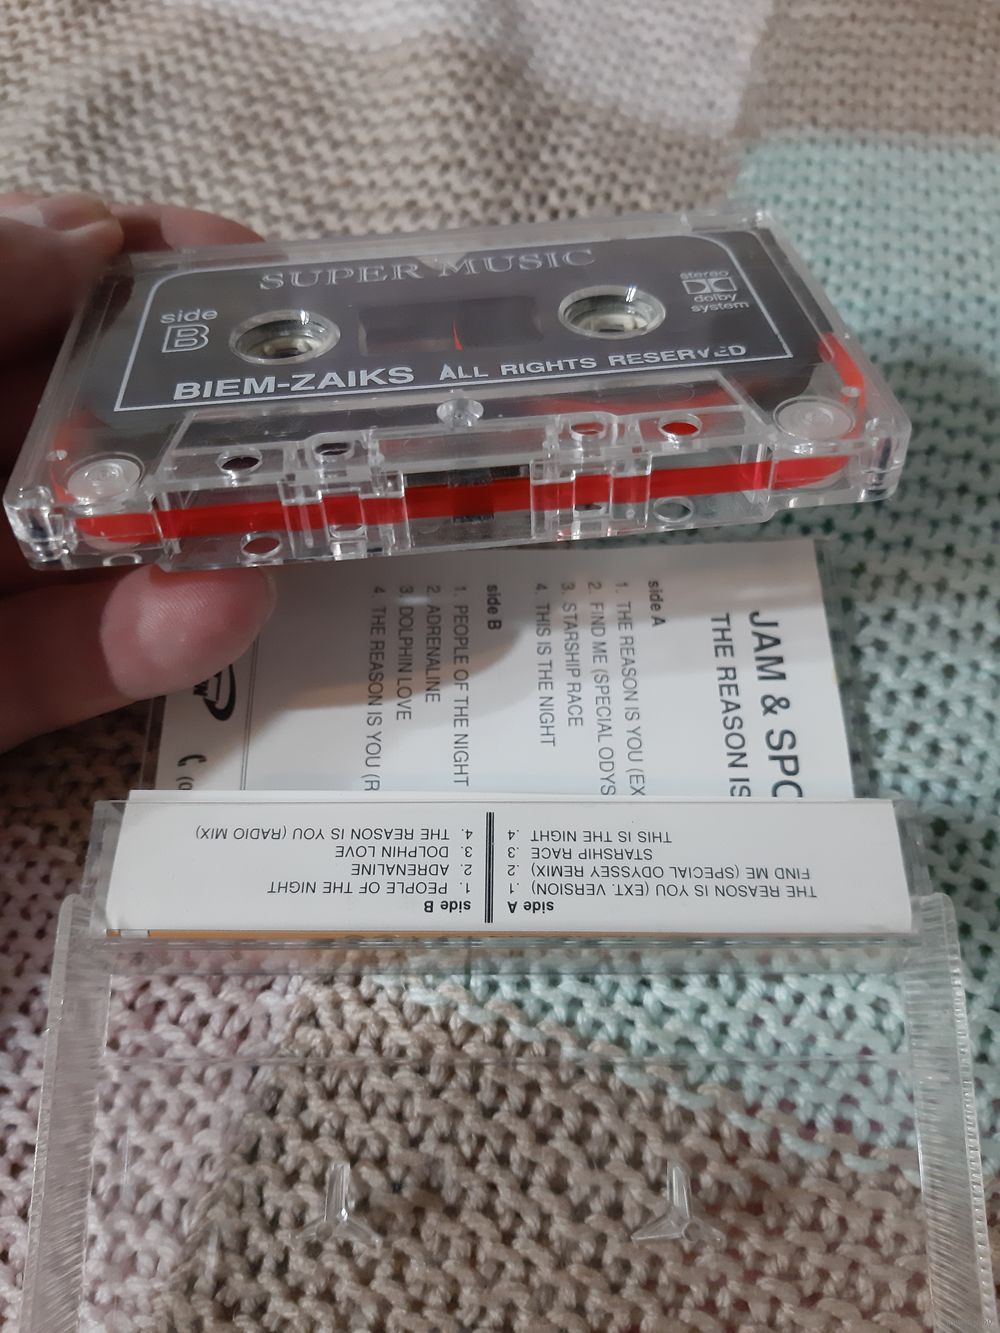 SUPER MUSIC
side
B
stereo
dolby
system
BIEM-ZAIKS ALL RIGHTS RESERVED
JAM & SPO
THE REASON IS
side A
1. THE REASON IS YOU (EX
2. FIND ME (SPECIAL ODYS
3. STARSHIP RACE
4. THIS IS THE NIGHT
side B
1. PEOPLE OF THE NIGHT
2. ADRENALINE
3. DOLPHIN LOVE
4. THE REASON IS YOU (R
side A
THE REASON IS YOU (EXT. VERSION) .1
FIND ME (SPECIAL ODYSSEY REMIX) .2
STARSHIP RACE .3
THIS IS THE NIGHT .4
side B
1. PEOPLE OF THE NIGHT
2. ADRENALINE
3. DOLPHIN LOVE
4. THE REASON IS YOU (RADIO MIX)